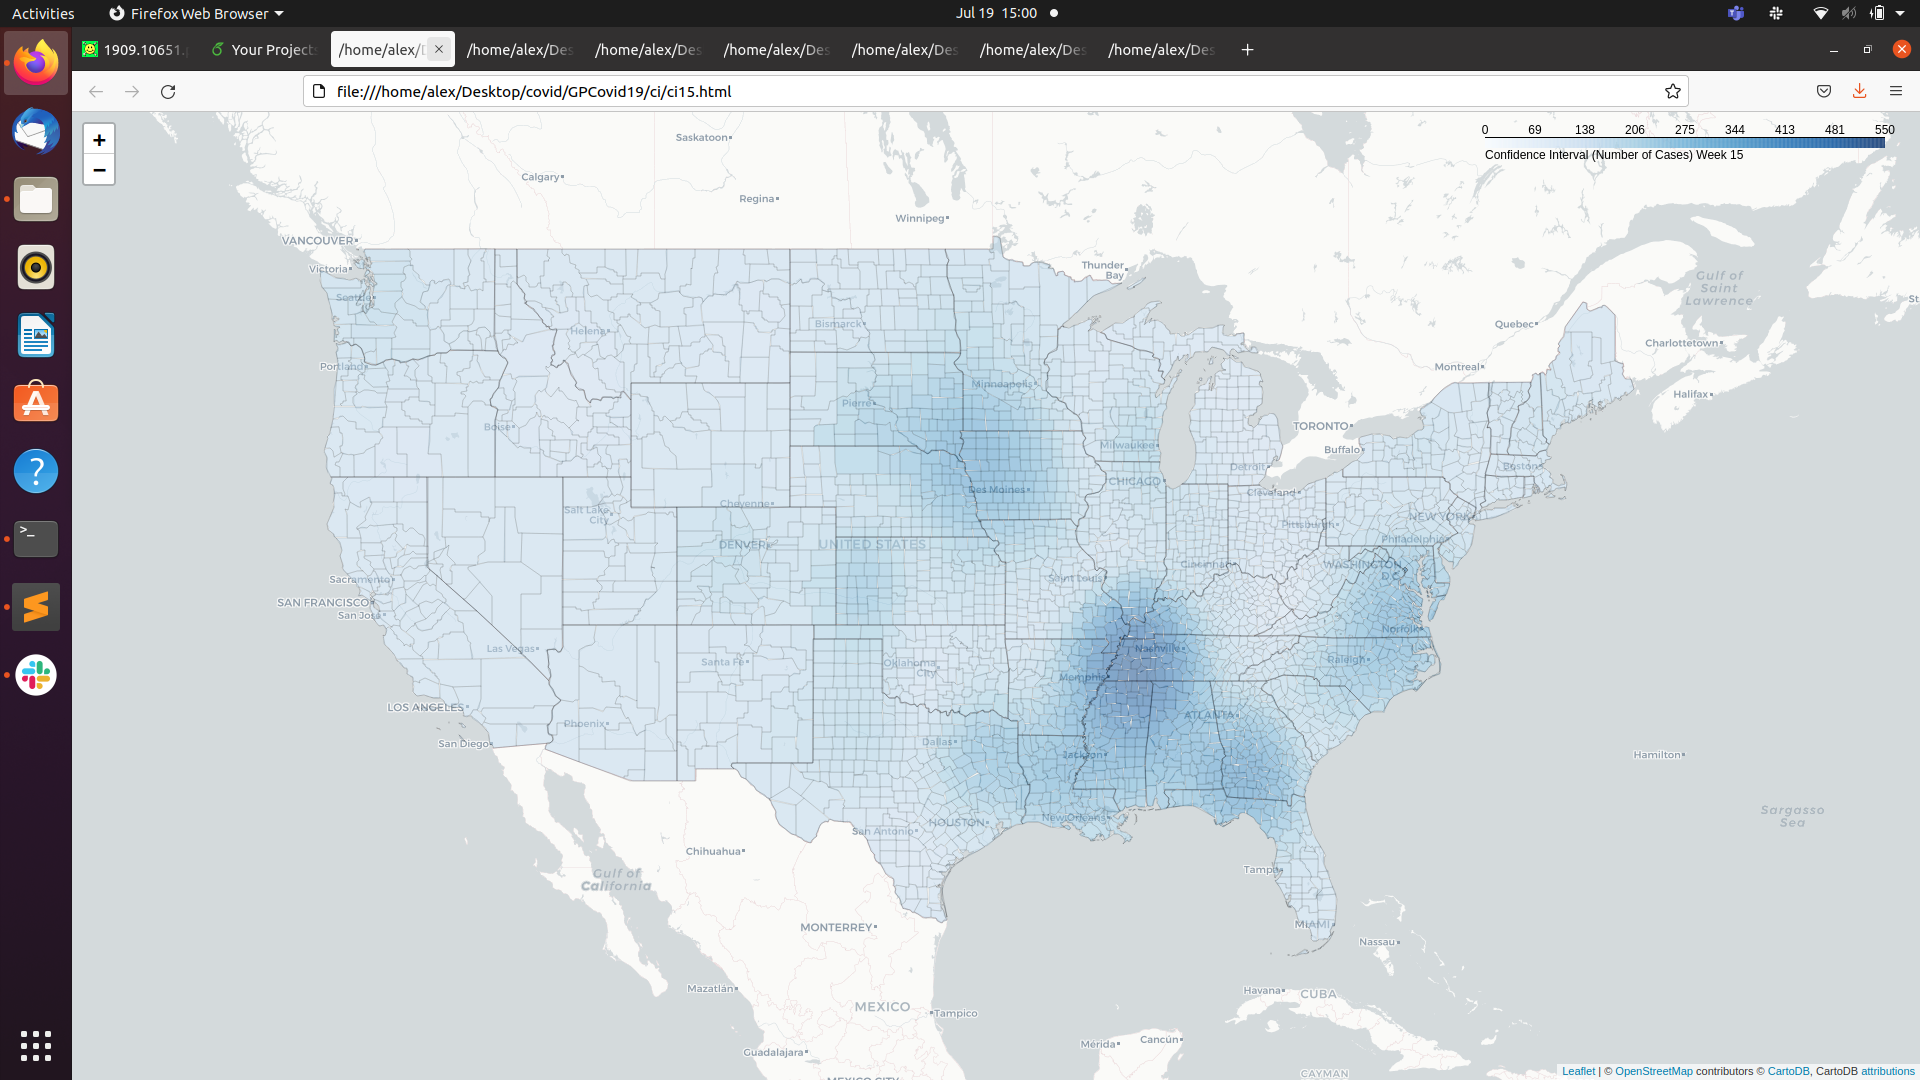 Activities
Firefox Web Browser
Jul 19 15:00
1909.10651.
Your Project
/home/alex/D
/home/alex/Des
/home/alex/Des
/home/alex/Des
/home/alex/Des
/home/alex/Des
/home/alex/Des
file:///home/alex/Desktop/covid/GPCovid19/ci/ci15.html
+
−
0 69 138 206 275 344 413 481 550
Confidence Interval (Number of Cases) Week 15
Saskatoon
Calgary
Regina
Winnipeg
VANCOUVER
Victoria
Thunder
Bay
Gulf of
Saint
Lawrence
St
Seattle
Bismarck
Helena
Quebec
Charlottetown
Portland
Montreal
Minneapolis
Halifax
Pierre
Boise
TORONTO
Milwaukee
Buffalo
Detroit
Boston
CHICAGO
Des Moines
Cleveland
Cheyenne
Salt Lake
City
NEW YORK
Pittsburgh
Philadelphia
DENVER
UNITED STATES
Cincinnati
WASHINGTON
D.C.
Sacramento
Saint Louis
SAN FRANCISCO
San Jose
Norfolk
Las Vegas
Nashville
Santa Fe
Oklahoma
City
Raleigh
Memphis
LOS ANGELES
Phoenix
ATLANTA
San Diego
Dallas
Jackson
Hamilton
Sargasso
Sea
New Orleans
HOUSTON
San Antonio
Chihuahua
Gulf of
California
Tampa
MIAMI
MONTERREY
Nassau
Mazatlán
Havana
CUBA
MEXICO
Tampico
Mérida
Cancún
Guadalajara
CAYMAN
MEXICO CITY
Leaflet | © OpenStreetMap contributors © CartoDB, CartoDB attributions